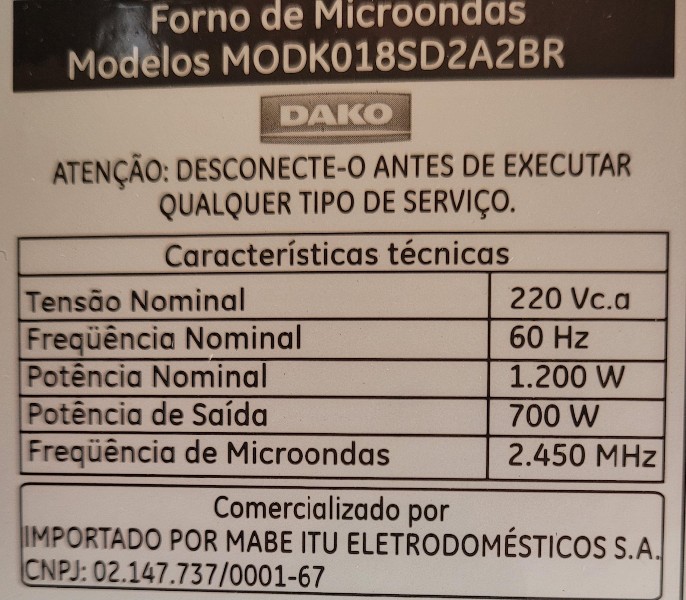 Forno de Microondas
Modelos MODK018SD2A2BR
DAKO
ATENÇÃO: DESCONECTE-O ANTES DE EXECUTAR
QUALQUER TIPO DE SERVIÇO.
Características técnicas
Tensão Nominal 220 Vc.a
Freqüência Nominal 60 Hz
Potência Nominal 1.200 W
Potência de Saída 700 W
Freqüência de Microondas 2.450 MHz
Comercializado por
IMPORTADO POR MABE ITU ELETRODOMÉSTICOS S.A.
CNPJ: 02.147.737/0001-67